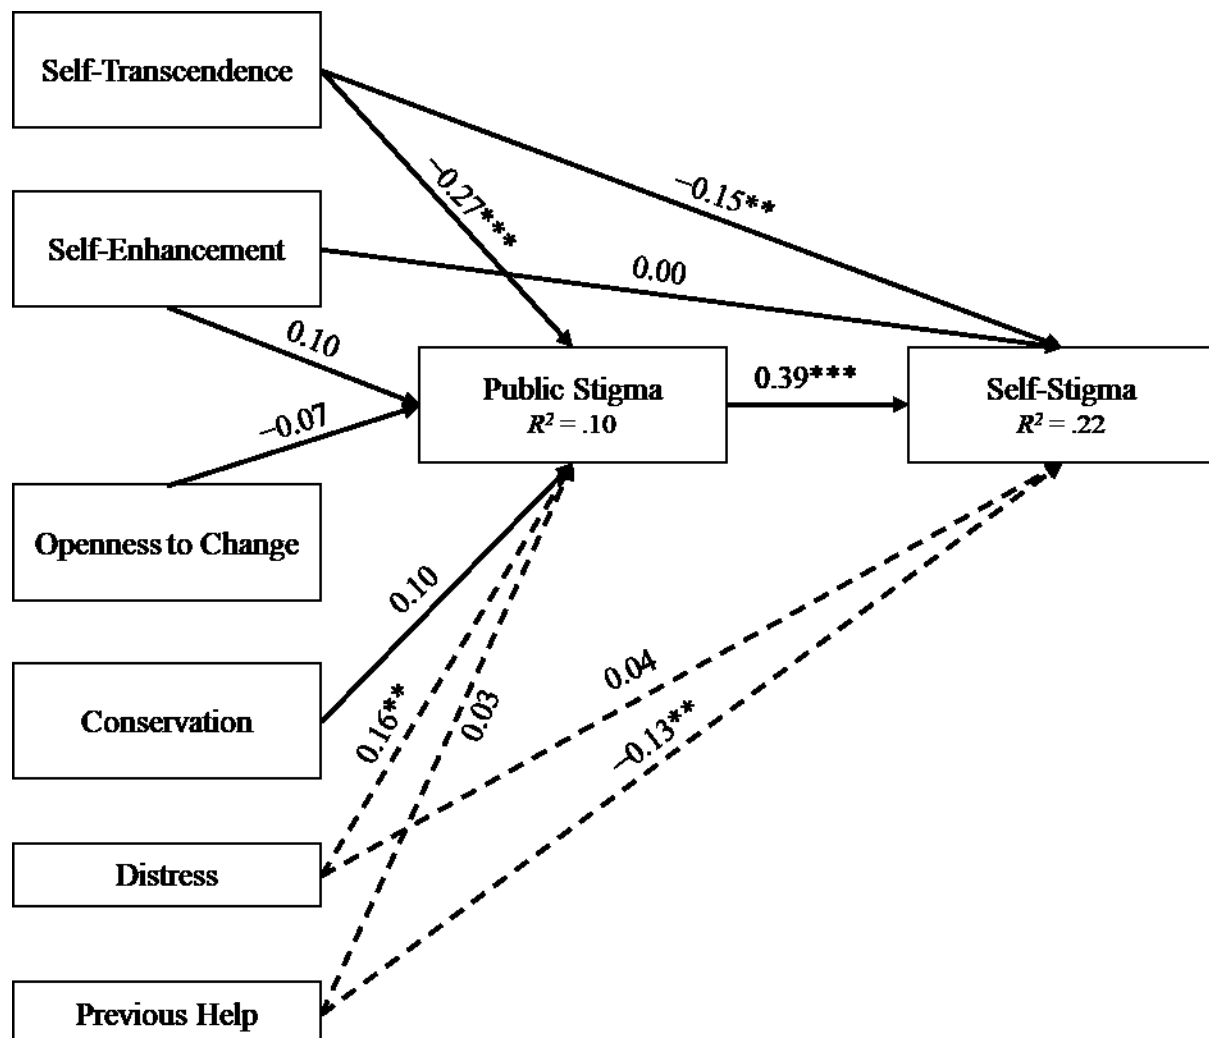 Self-Transcendence
−0.27***
−0.15**
Self-Enhancement
0.00
0.10
Public Stigma
R² = .10
0.39***
Self-Stigma
R² = .22
−0.07
Openness to Change
0.10
Conservation
0.16**
0.03
0.04
−0.13**
Distress
Previous Help